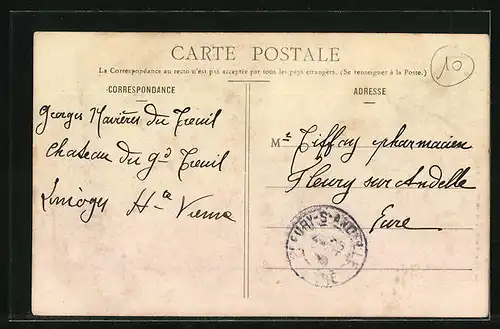 CARTE POSTALE
La Correspondance au recto n'est pas acceptée par tous les pays étrangers. (Se renseigner à la Poste.)
10
CORRESPONDANCE
Georges du Treuil
Chateau du gd Treuil
Limoges Hte Vienne
ADRESSE
Mr Tiffay pharmacien
Fleury sur Andelle
Eure
FLEURY-S-ANDELLE